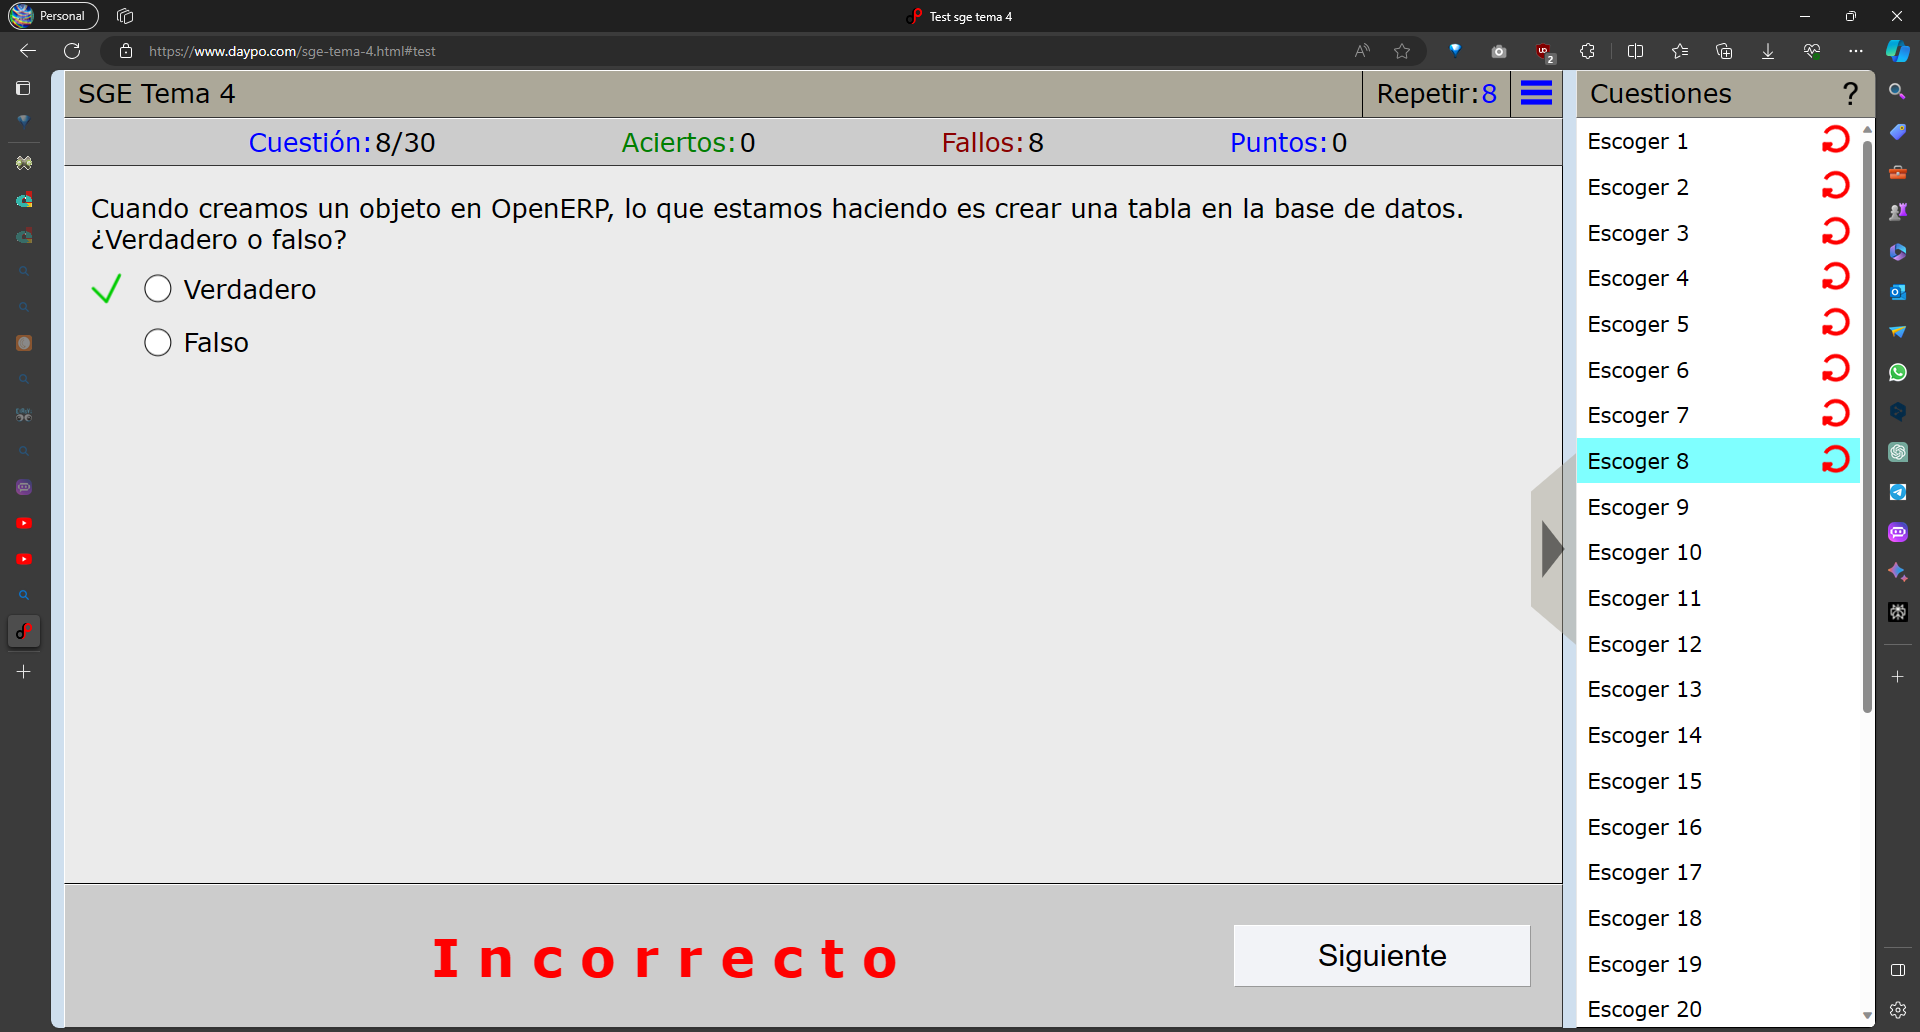 Personal
Test sge tema 4
https://www.daypo.com/sge-tema-4.html#test
2
SGE Tema 4
Repetir:8
Cuestiones
?
Cuestión:8/30
Aciertos:0
Fallos:8
Puntos:0
Cuando creamos un objeto en OpenERP, lo que estamos haciendo es crear una tabla en la base de datos.
¿Verdadero o falso?
Verdadero
Falso
Incorrecto
Siguiente
Escoger 1
Escoger 2
Escoger 3
Escoger 4
Escoger 5
Escoger 6
Escoger 7
Escoger 8
Escoger 9
Escoger 10
Escoger 11
Escoger 12
Escoger 13
Escoger 14
Escoger 15
Escoger 16
Escoger 17
Escoger 18
Escoger 19
Escoger 20